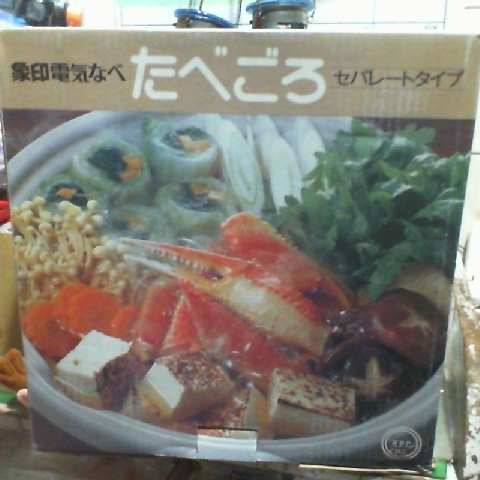 象印電気なべ たべごろ セパレートタイプ